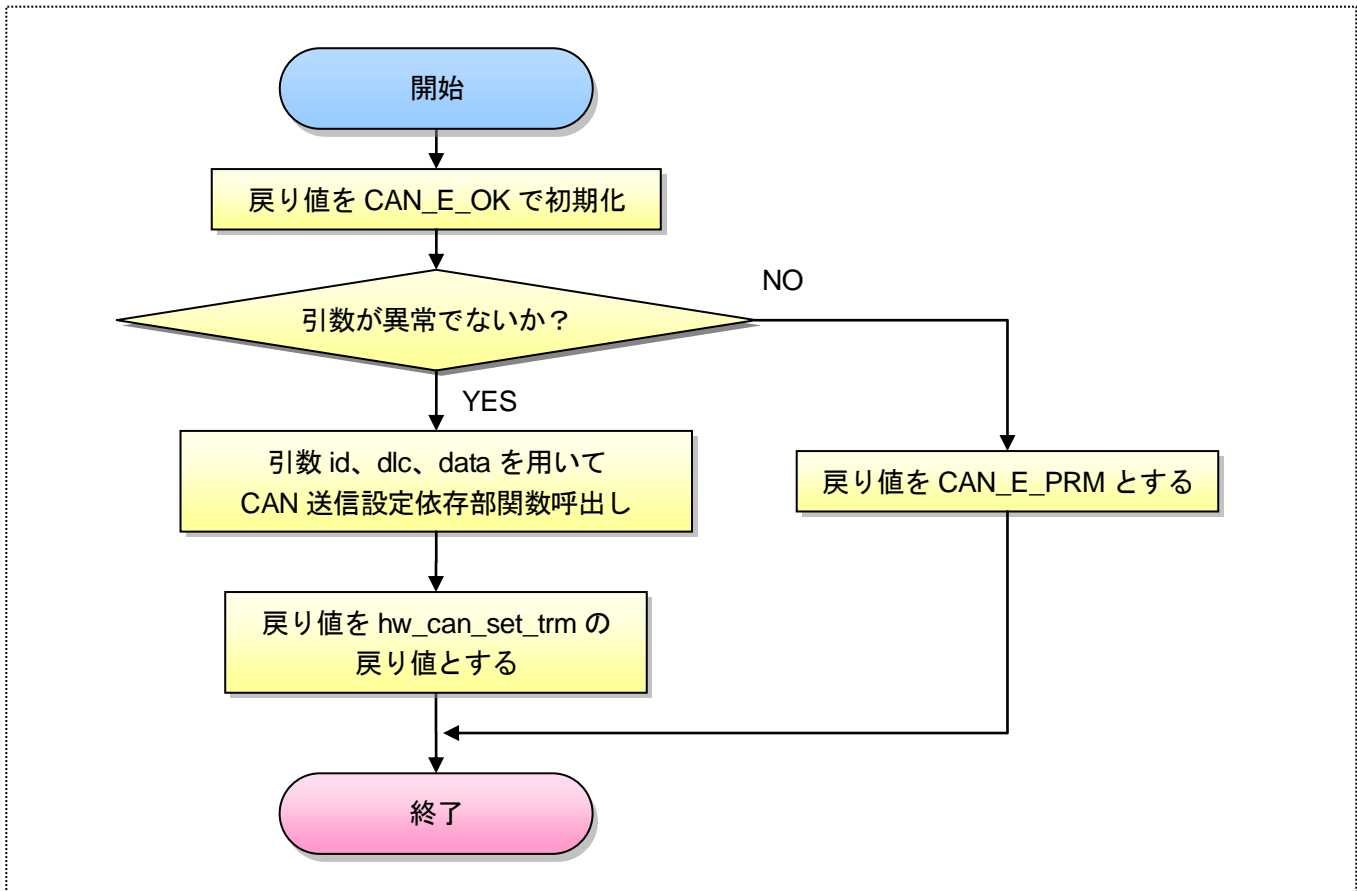 開始
戻り値を CAN_E_OK で初期化
NO
引数が異常でないか?
YES
引数 id、dlc、data を用いて
CAN 送信設定依存部関数呼出し
戻り値を CAN_E_PRM とする
戻り値を hw_can_set_trm の
戻り値とする
終了